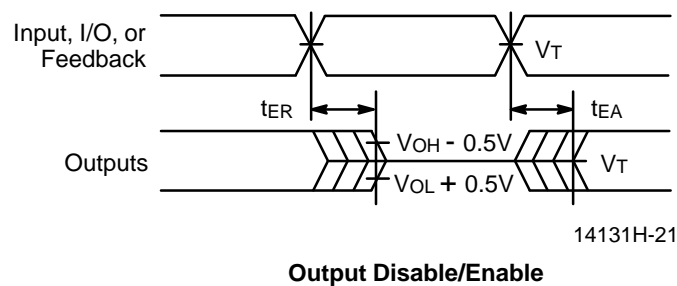 Input, I/O, or
Feedback
VT
tER
tEA
VOH - 0.5V
Outputs
VT
VOL + 0.5V
14131H-21
Output Disable/Enable